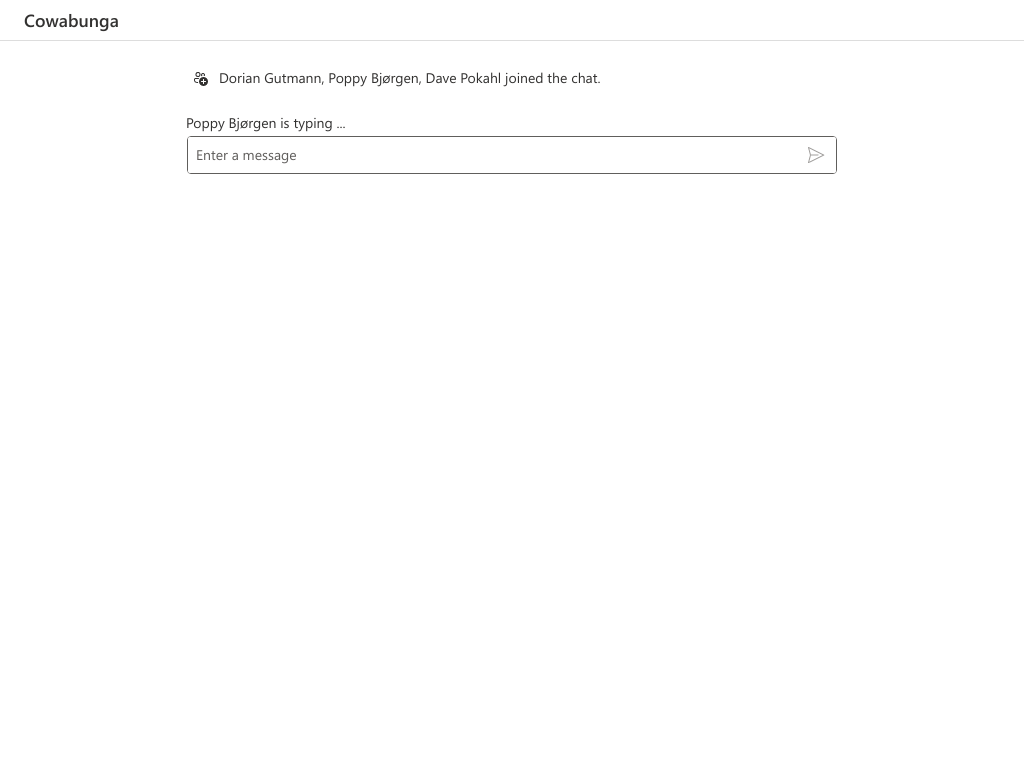 Cowabunga
Dorian Gutmann, Poppy Bjørgen, Dave Pokahl joined the chat.
Poppy Bjørgen is typing ...
Enter a message